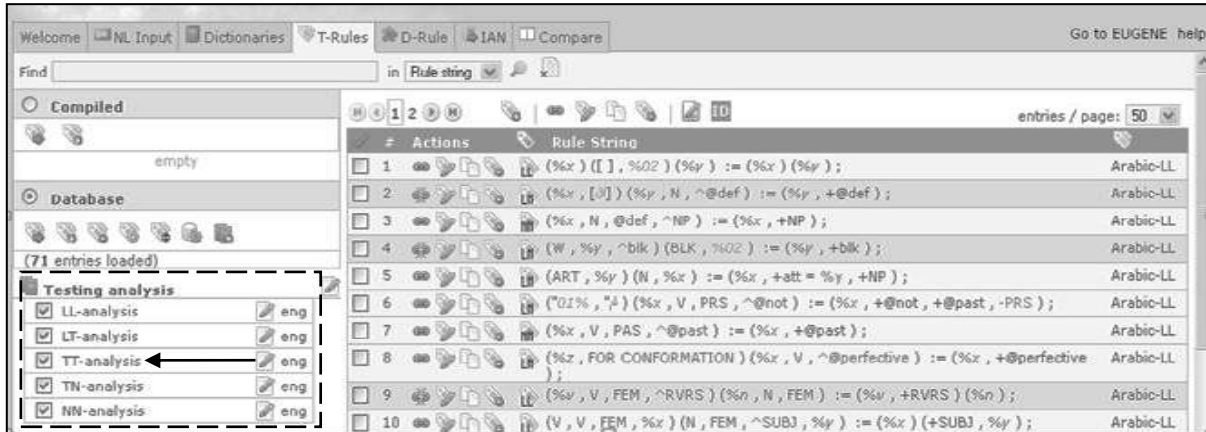 Welcome NL Input Dictionaries T-Rules D-Rule IAN Compare Go to EUGENE help
Find in Rule string
Compiled
empty
Database
(71 entries loaded)
Testing analysis
LL-analysis eng
LT-analysis eng
TT-analysis eng
TN-analysis eng
NN-analysis eng
1 2 entries / page: 50
# Actions Rule String
1 (%x ) ([ ], %02 ) (%y ) := (%x ) (%y ) ; Arabic-LL
2 (%x , [ال] ) (%y , N , ^@def ) := (%y , +@def ) ; Arabic-LL
3 (%x , N , @def , ^NP ) := (%x , +NP ) ; Arabic-LL
4 (W , %y , ^blk ) (BLK , %02 ) := (%y , +blk ) ; Arabic-LL
5 (ART , %y ) (N , %x ) := (%x , +att = %y , +NP ) ; Arabic-LL
6 (%x , V , PRS , ^@not ) := (%x , +@not , +@past , -PRS ) ; Arabic-LL
7 (%x , V , PAS , ^@past ) := (%x , +@past ) ; Arabic-LL
8 (%z , FOR CONFORMATION ) (%x , V , ^@perfective ) := (%x , +@perfective
) ; Arabic-LL
9 (%v , V , FEM , ^RVRS ) (%n , N , FEM ) := (%v , +RVRS ) (%n ) ; Arabic-LL
10 (V , V , FEM , %x ) (N , FEM , ^SUBJ , %y ) := (%x ) (+SUBJ , %y ) ; Arabic-LL